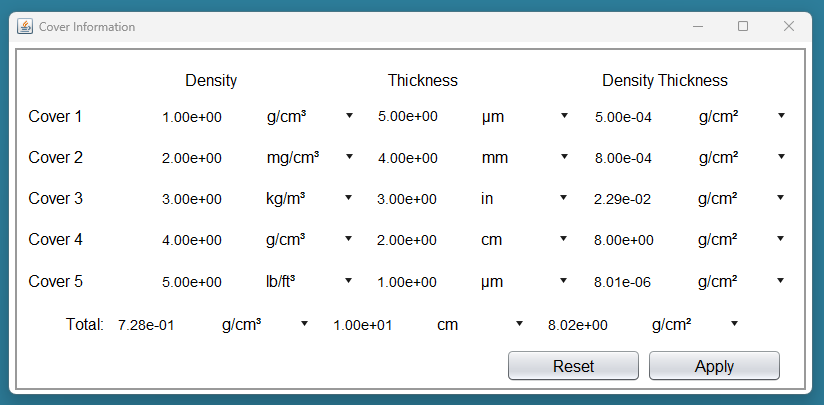 Cover Information
Density Thickness Density Thickness
Cover 1 1.00e+00 g/cm³ 5.00e+00 µm 5.00e-04 g/cm²
Cover 2 2.00e+00 mg/cm³ 4.00e+00 mm 8.00e-04 g/cm²
Cover 3 3.00e+00 kg/m³ 3.00e+00 in 2.29e-02 g/cm²
Cover 4 4.00e+00 g/cm³ 2.00e+00 cm 8.00e+00 g/cm²
Cover 5 5.00e+00 lb/ft³ 1.00e+00 µm 8.01e-06 g/cm²
Total: 7.28e-01 g/cm³ 1.00e+01 cm 8.02e+00 g/cm²
Reset Apply